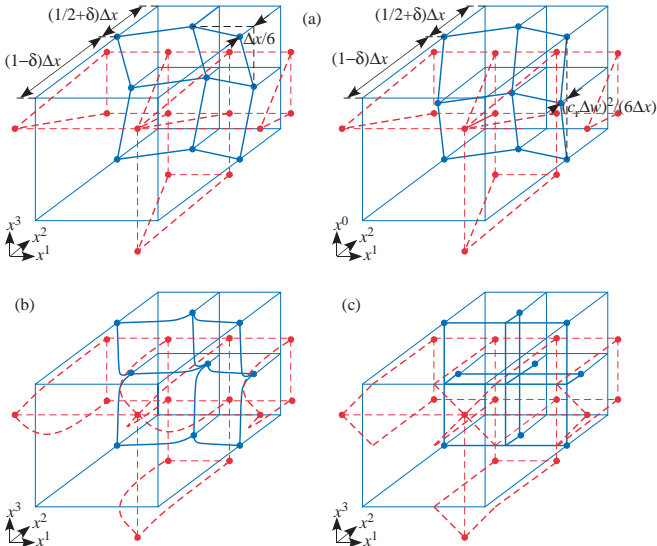 (1/2+δ)Δx
(1−δ)Δx
Δx/6
(a)
(1/2+δ)Δx
(1−δ)Δx
(cᵣΔw)²/(6Δx)
x³
x²
x¹
x⁰
x²
x¹
(b)
(c)
x³
x²
x¹
x³
x²
x¹